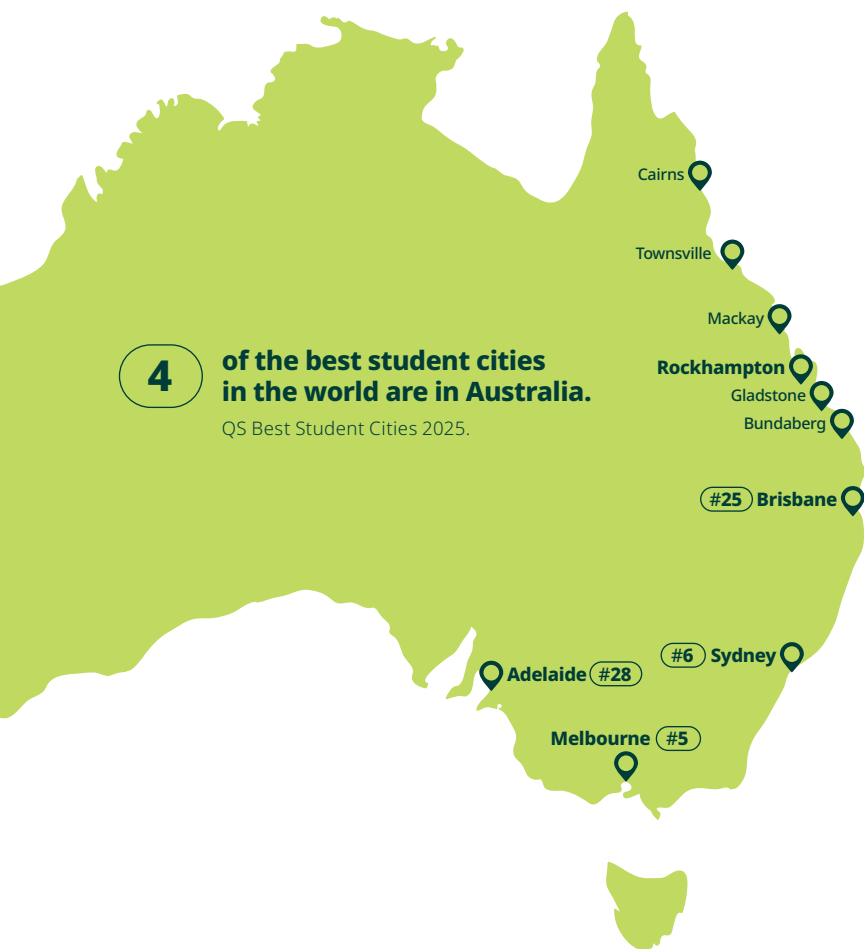 Cairns
Townsville
Mackay
Rockhampton
4
of the best student cities
in the world are in Australia.
QS Best Student Cities 2025.
Gladstone
Bundaberg
#25 Brisbane
#6 Sydney
Adelaide #28
Melbourne #5